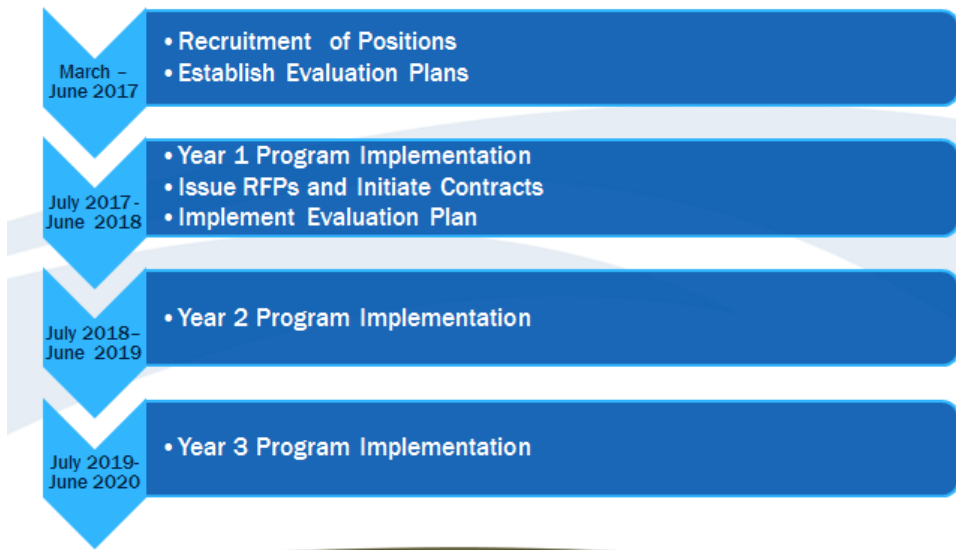 March –
June 2017
• Recruitment of Positions
• Establish Evaluation Plans
July 2017-
June 2018
• Year 1 Program Implementation
• Issue RFPs and Initiate Contracts
• Implement Evaluation Plan
July 2018–
June 2019
• Year 2 Program Implementation
July 2019-
June 2020
• Year 3 Program Implementation